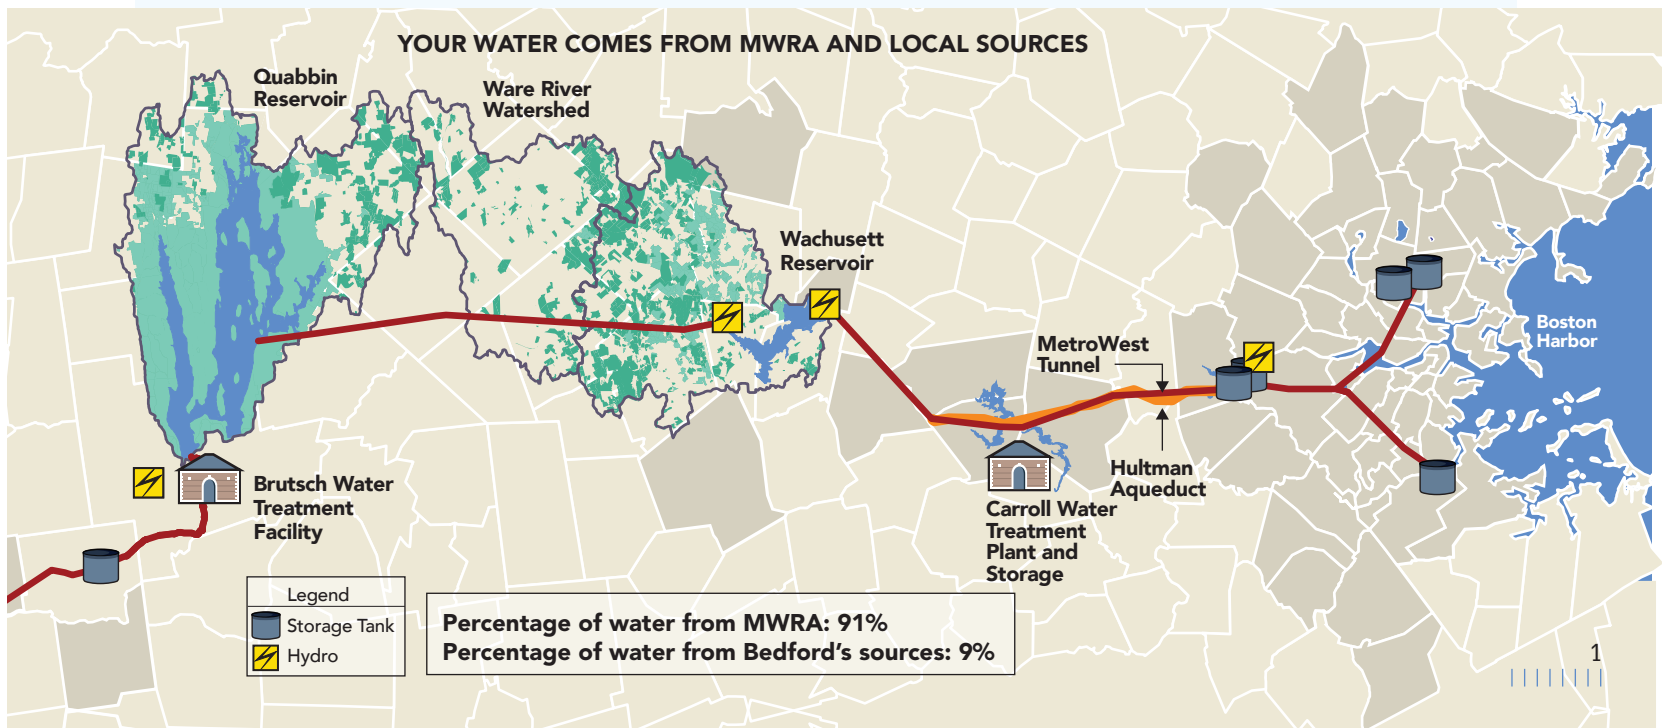 YOUR WATER COMES FROM MWRA AND LOCAL SOURCES
Quabbin
Reservoir
Ware River
Watershed
Wachusett
Reservoir
Boston
Harbor
MetroWest
Tunnel
Hultman
Aqueduct
Brutsch Water
Treatment
Facility
Carroll Water
Treatment
Plant and
Storage
Legend
Storage Tank
Hydro
Percentage of water from MWRA: 91%
Percentage of water from Bedford’s sources: 9%
1